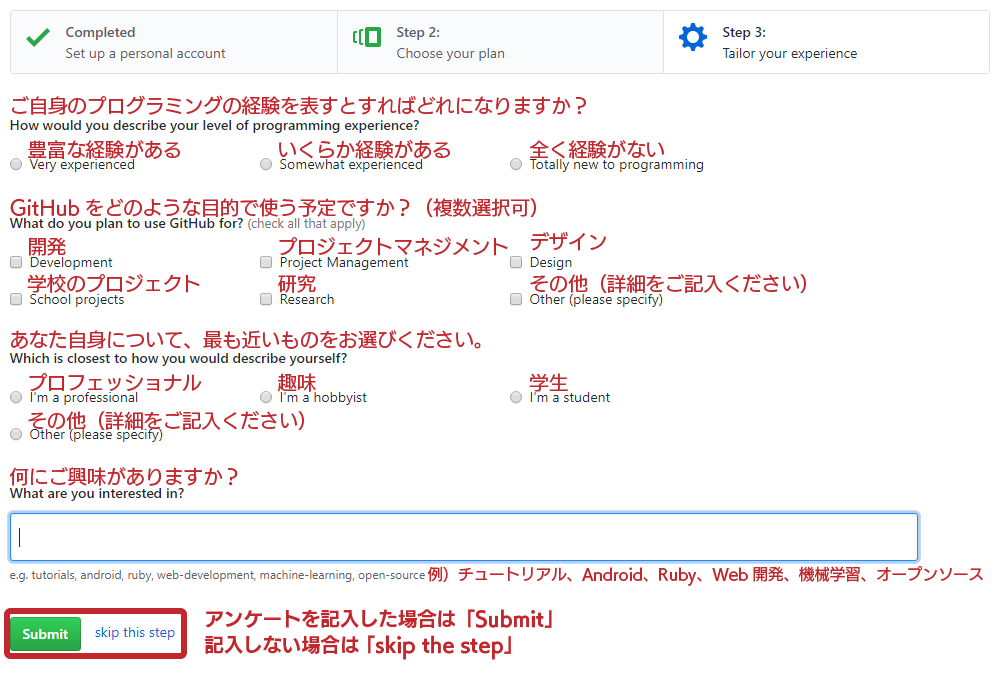 Completed
Set up a personal account
Step 2:
Choose your plan
Step 3:
Tailor your experience
ご自身のプログラミングの経験を表すとすればどれになりますか？
How would you describe your level of programming experience?
豊富な経験がある いくらか経験がある 全く経験がない
Very experienced Somewhat experienced Totally new to programming
GitHub をどのような目的で使う予定ですか？（複数選択可）
What do you plan to use GitHub for? (check all that apply)
開発 プロジェクトマネジメント デザイン
Development Project Management Design
学校のプロジェクト 研究 その他（詳細をご記入ください）
School projects Research Other (please specify)
あなた自身について、最も近いものをお選びください。
Which is closest to how you would describe yourself?
プロフェッショナル 趣味 学生
I'm a professional I'm a hobbyist I'm a student
その他（詳細をご記入ください）
Other (please specify)
何にご興味がありますか？
What are you interested in?
e.g. tutorials, android, ruby, web-development, machine-learning, open-source 例）チュートリアル、Android、Ruby、Web 開発、機械学習、オープンソース
Submit skip this step
アンケートを記入した場合は「Submit」
記入しない場合は「skip the step」